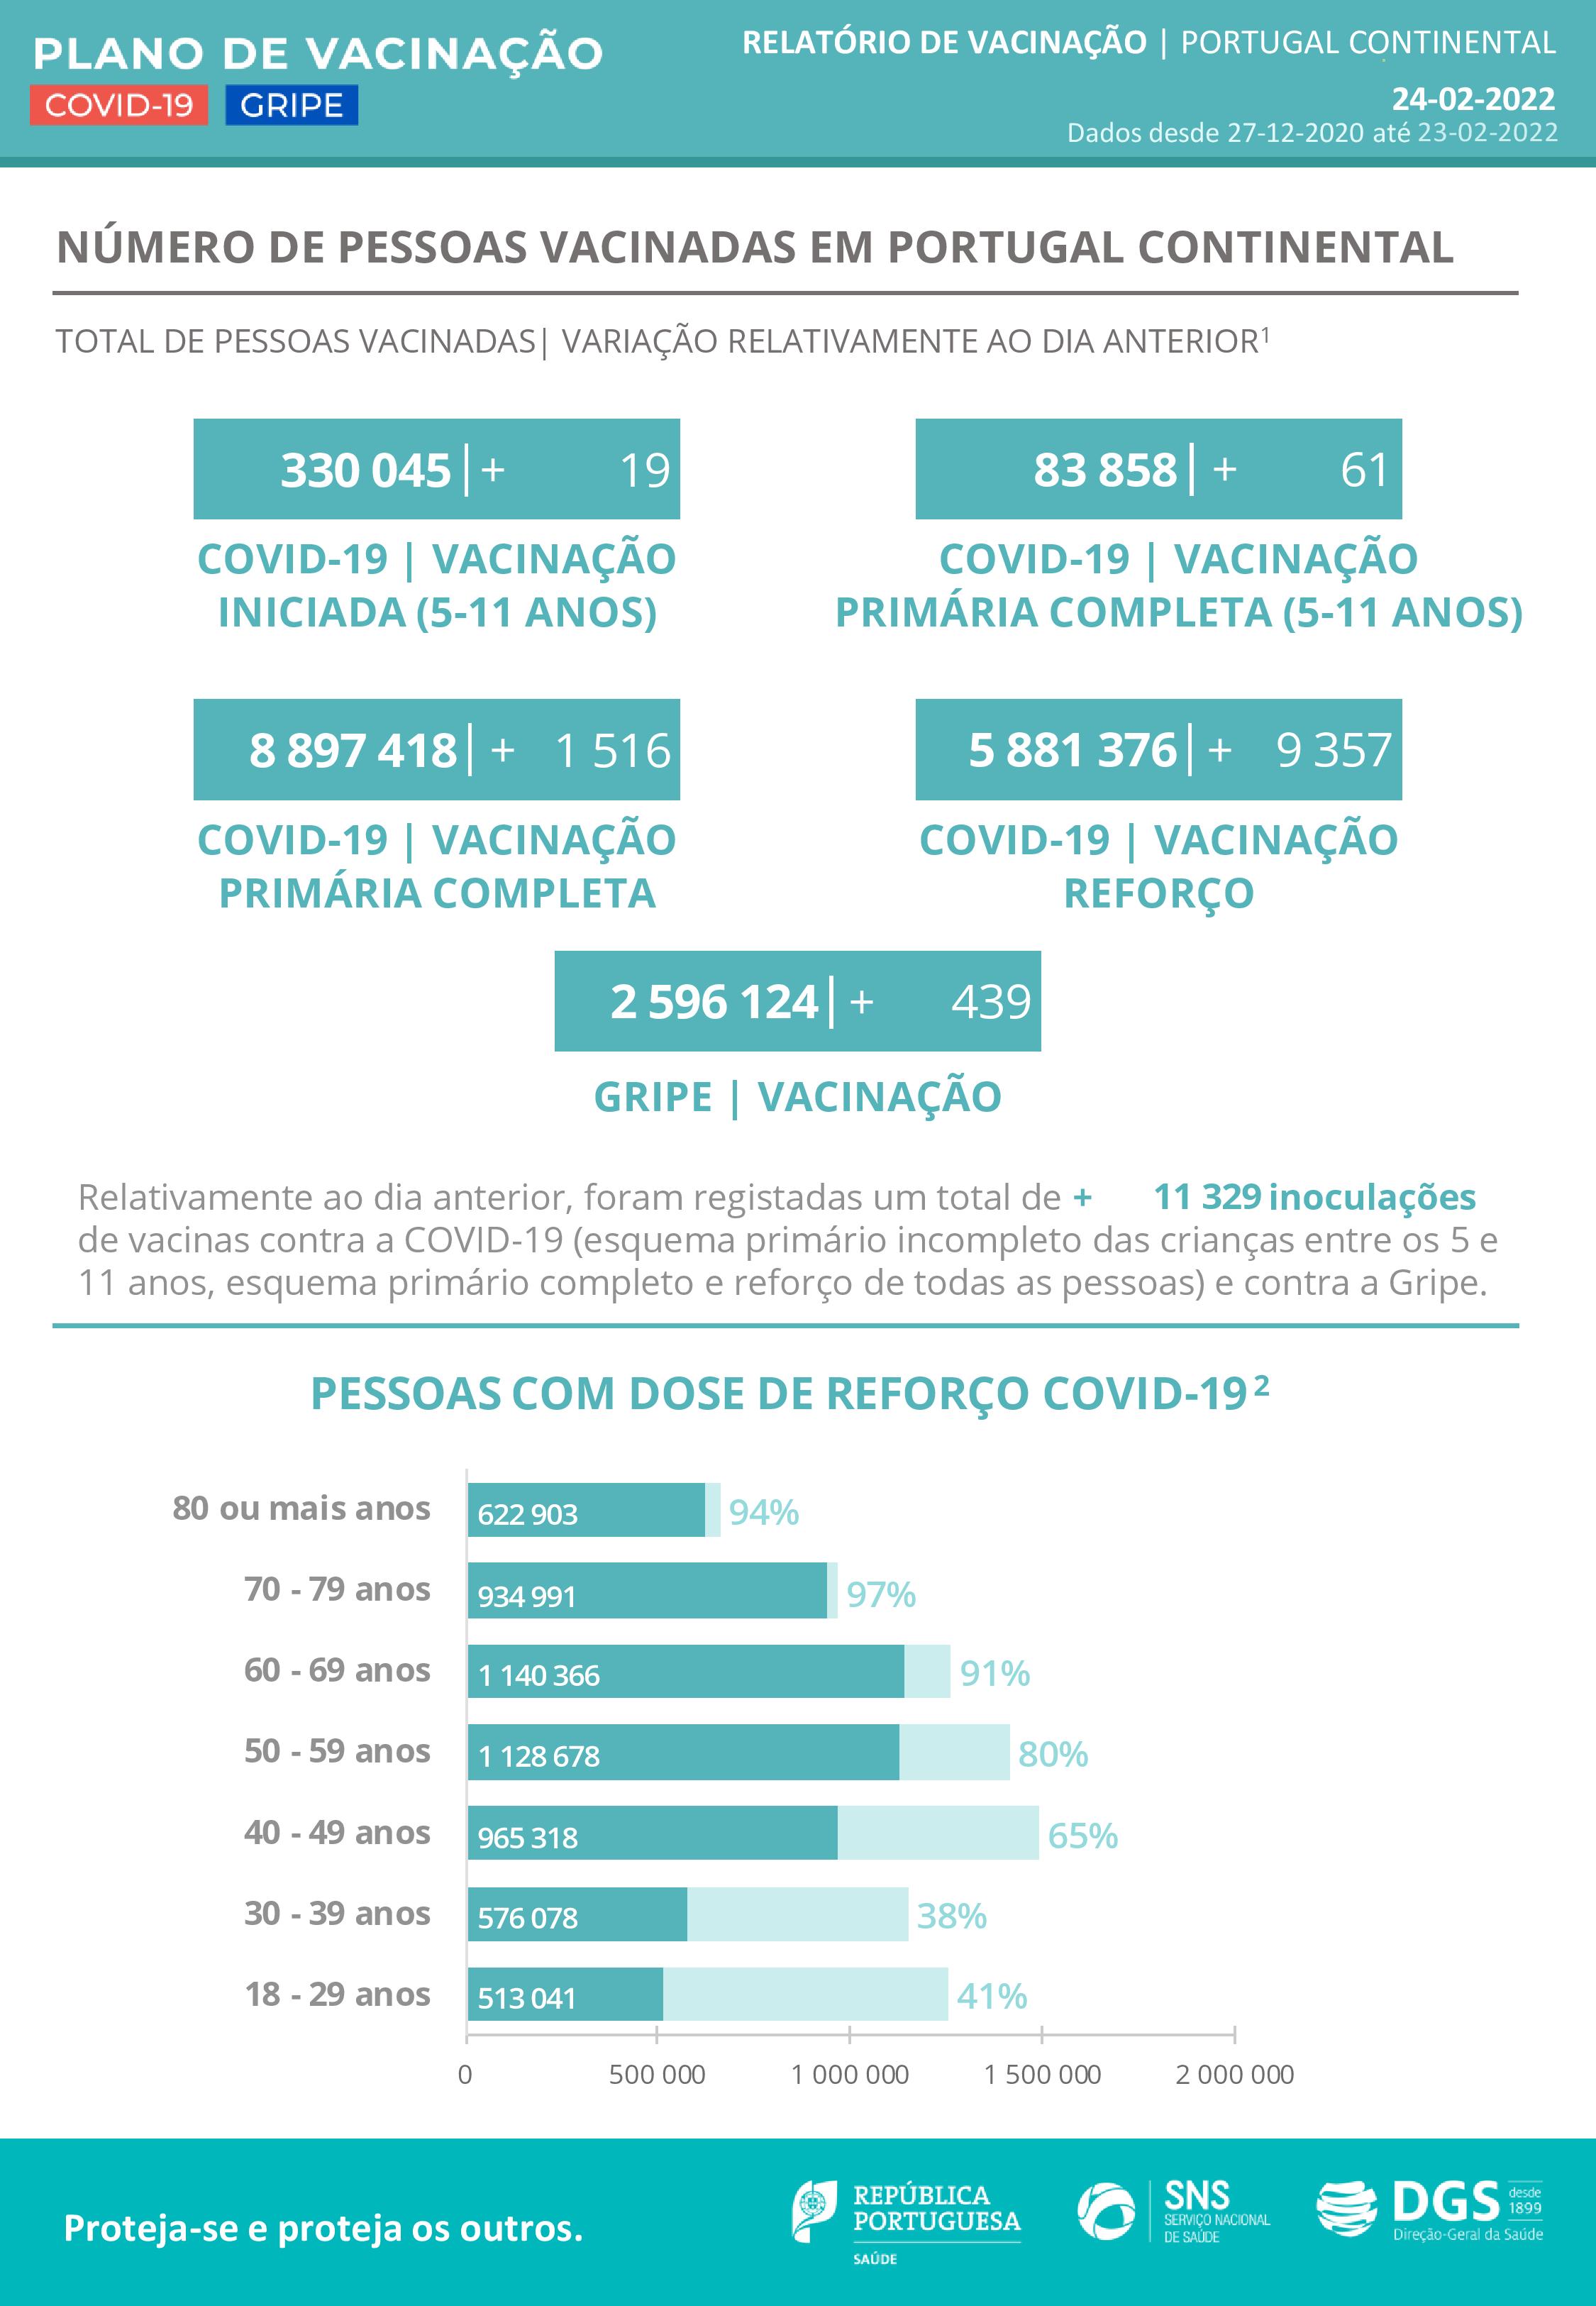 PLANO DE VACINAÇÃO
COVID-19 GRIPE
RELATÓRIO DE VACINAÇÃO | PORTUGAL CONTINENTAL
24-02-2022
Dados desde 27-12-2020 até 23-02-2022
NÚMERO DE PESSOAS VACINADAS EM PORTUGAL CONTINENTAL
TOTAL DE PESSOAS VACINADAS| VARIAÇÃO RELATIVAMENTE AO DIA ANTERIOR¹
330 045 | + 19
COVID-19 | VACINAÇÃO
INICIADA (5-11 ANOS)
83 858 | + 61
COVID-19 | VACINAÇÃO
PRIMÁRIA COMPLETA (5-11 ANOS)
8 897 418 | + 1 516
COVID-19 | VACINAÇÃO
PRIMÁRIA COMPLETA
5 881 376 | + 9 357
COVID-19 | VACINAÇÃO
REFORÇO
2 596 124 | + 439
GRIPE | VACINAÇÃO
Relativamente ao dia anterior, foram registadas um total de + 11 329 inoculações
de vacinas contra a COVID-19 (esquema primário incompleto das crianças entre os 5 e
11 anos, esquema primário completo e reforço de todas as pessoas) e contra a Gripe.
PESSOAS COM DOSE DE REFORÇO COVID-19 ²
80 ou mais anos 622 903 94%
70 - 79 anos 934 991 97%
60 - 69 anos 1 140 366 91%
50 - 59 anos 1 128 678 80%
40 - 49 anos 965 318 65%
30 - 39 anos 576 078 38%
18 - 29 anos 513 041 41%
0 500 000 1 000 000 1 500 000 2 000 000
Proteja-se e proteja os outros.
REPÚBLICA
PORTUGUESA
SAÚDE
SNS
SERVIÇO NACIONAL
DE SAÚDE
DGS desde
1899
Direção-Geral da Saúde